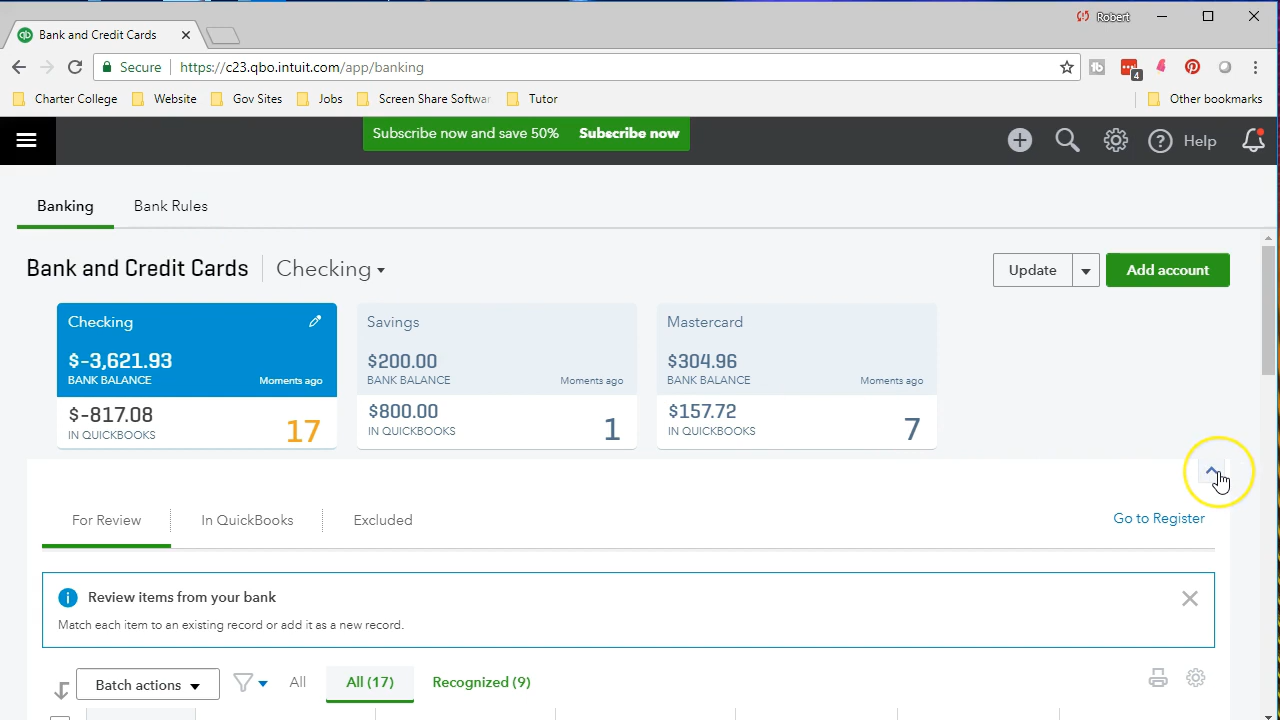 Bank and Credit Cards
Robert
Secure https://c23.qbo.intuit.com/app/banking
4
Charter College Website Gov Sites Jobs Screen Share Softwar Tutor Other bookmarks
Subscribe now and save 50% Subscribe now
Help
Banking Bank Rules
Bank and Credit Cards Checking Update Add account
Checking Savings Mastercard
$-3,621.93 $200.00 $304.96
BANK BALANCE Moments ago BANK BALANCE Moments ago BANK BALANCE Moments ago
$-817.08 17 $800.00 1 $157.72 7
IN QUICKBOOKS IN QUICKBOOKS IN QUICKBOOKS
For Review In QuickBooks Excluded Go to Register
Review items from your bank
Match each item to an existing record or add it as a new record.
Batch actions All All (17) Recognized (9)